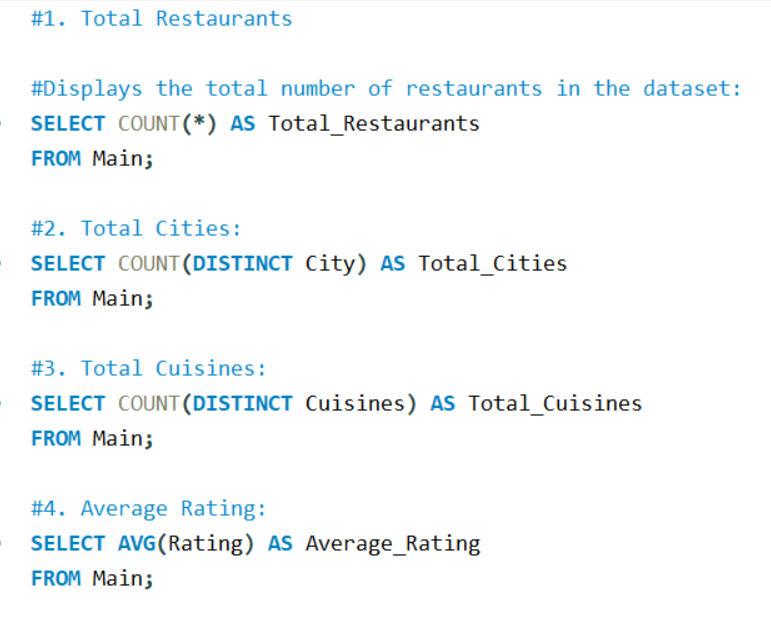 #1. Total Restaurants
#Displays the total number of restaurants in the dataset:
SELECT COUNT(*) AS Total_Restaurants
FROM Main;
#2. Total Cities:
SELECT COUNT(DISTINCT City) AS Total_Cities
FROM Main;
#3. Total Cuisines:
SELECT COUNT(DISTINCT Cuisines) AS Total_Cuisines
FROM Main;
#4. Average Rating:
SELECT AVG(Rating) AS Average_Rating
FROM Main;